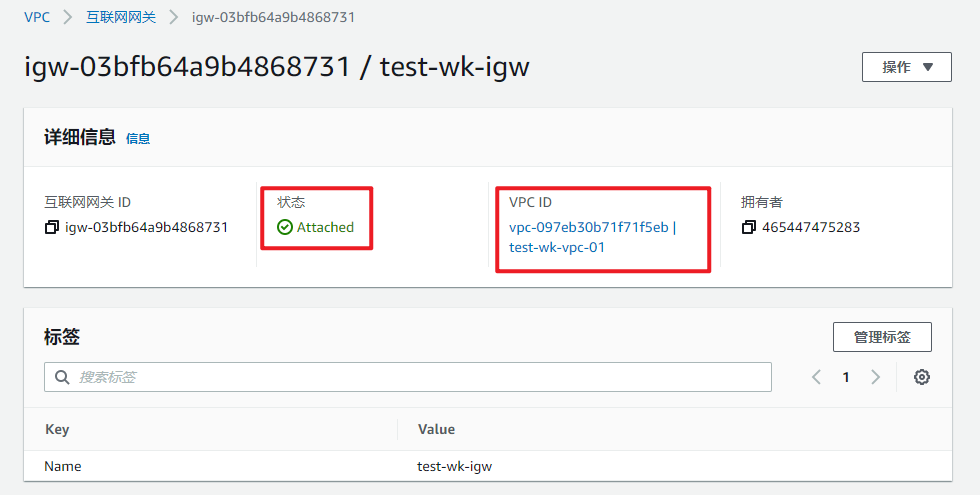 VPC > 互联网网关 > igw-03bfb64a9b4868731
igw-03bfb64a9b4868731 / test-wk-igw
操作 ▼
详细信息 信息
互联网网关 ID
igw-03bfb64a9b4868731
状态
Attached
VPC ID
vpc-097eb30b71f71f5eb |
test-wk-vpc-01
拥有者
465447475283
标签
管理标签
搜索标签
1
Key Value
Name test-wk-igw